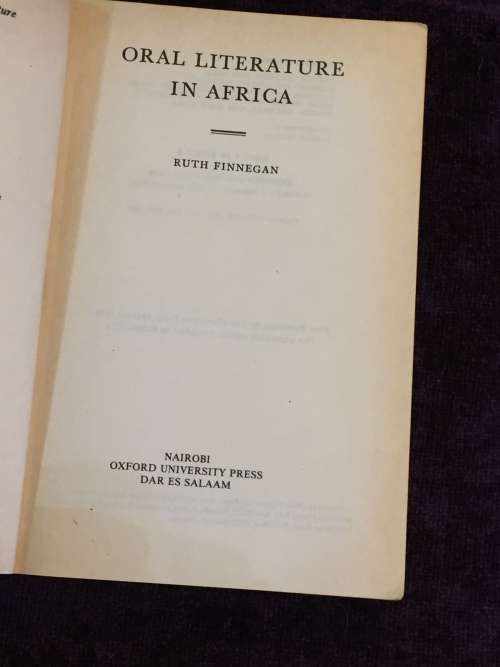 ORAL LITERATURE
IN AFRICA
RUTH FINNEGAN
NAIROBI
OXFORD UNIVERSITY PRESS
DAR ES SALAAM